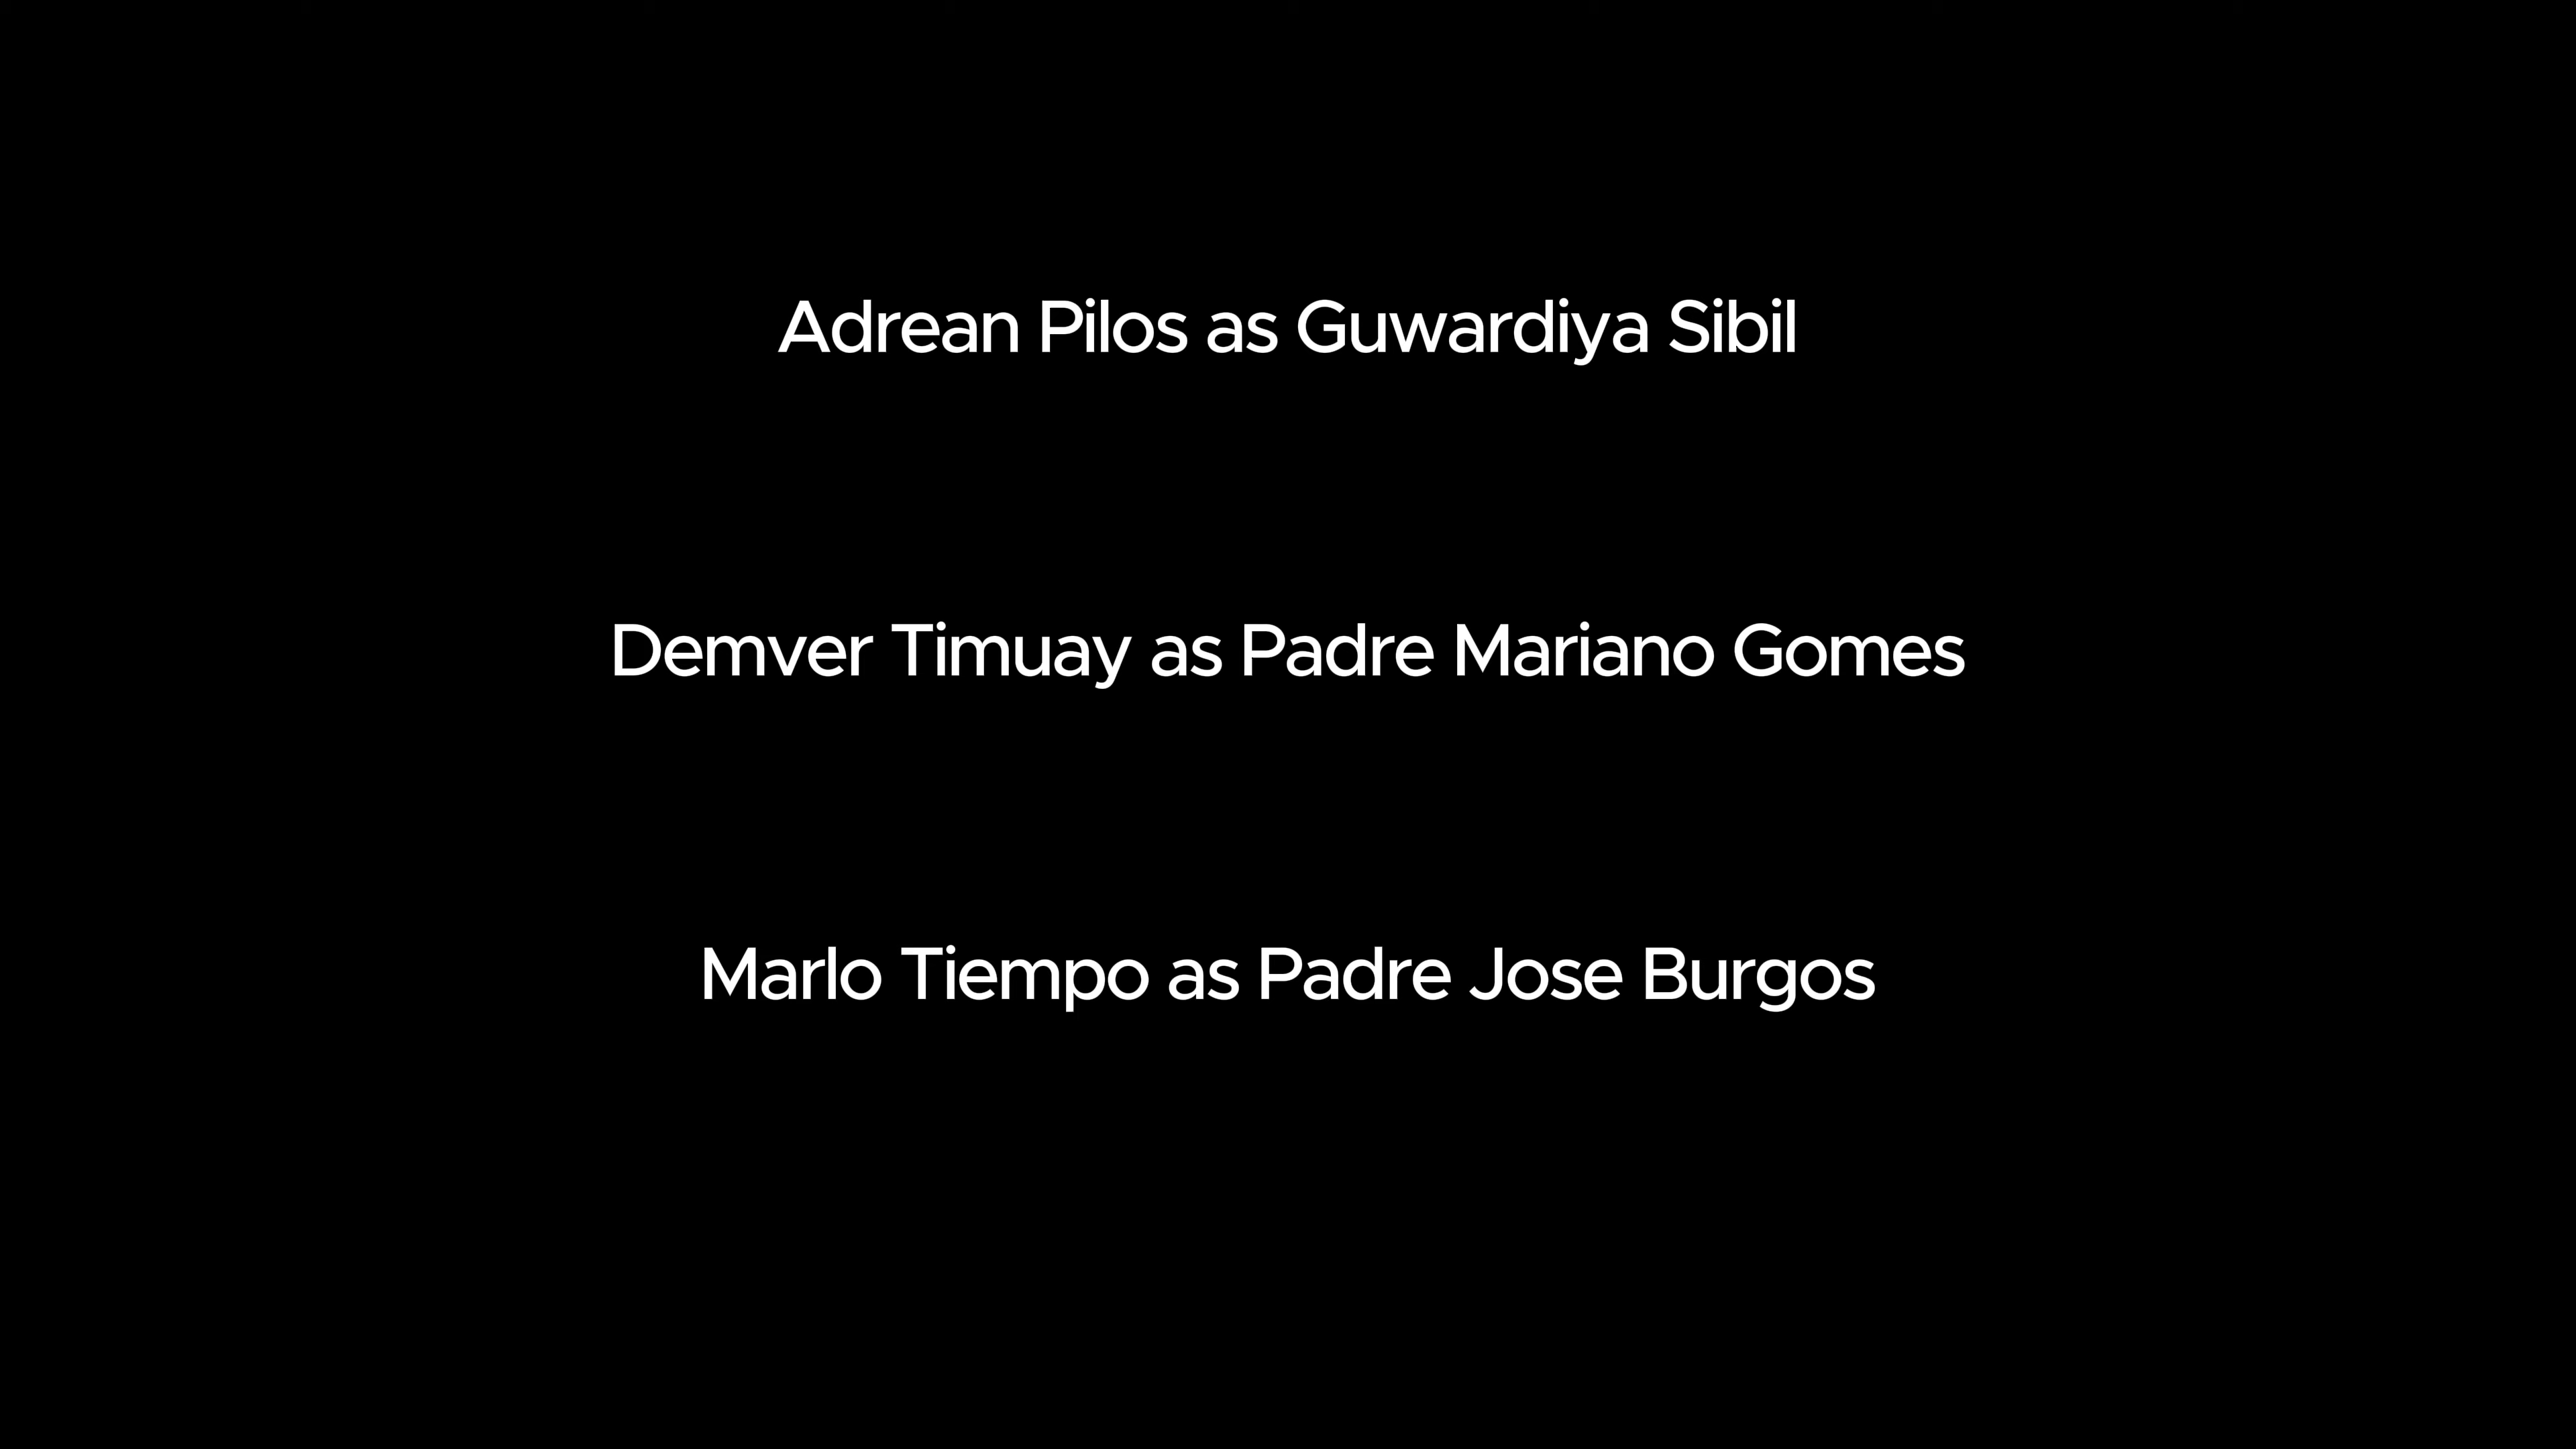 Adrean Pilos as Guwardiya Sibil
Demver Timuay as Padre Mariano Gomes
Marlo Tiempo as Padre Jose Burgos